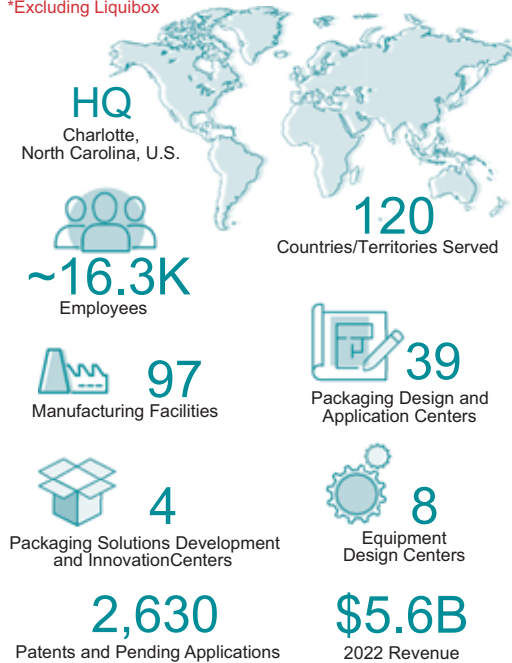 *Excluding Liquibox
HQ
Charlotte,
North Carolina, U.S.
120
Countries/Territories Served
~16.3K
Employees
97
Manufacturing Facilities
39
Packaging Design and
Application Centers
4
Packaging Solutions Development
and InnovationCenters
8
Equipment
Design Centers
2,630
Patents and Pending Applications
$5.6B
2022 Revenue